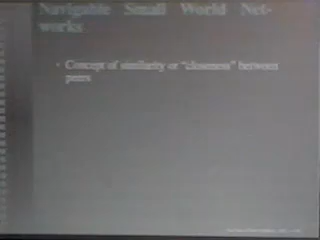 Navigable Small World Net-
works
• Concept of similarity or "closeness" between
peers